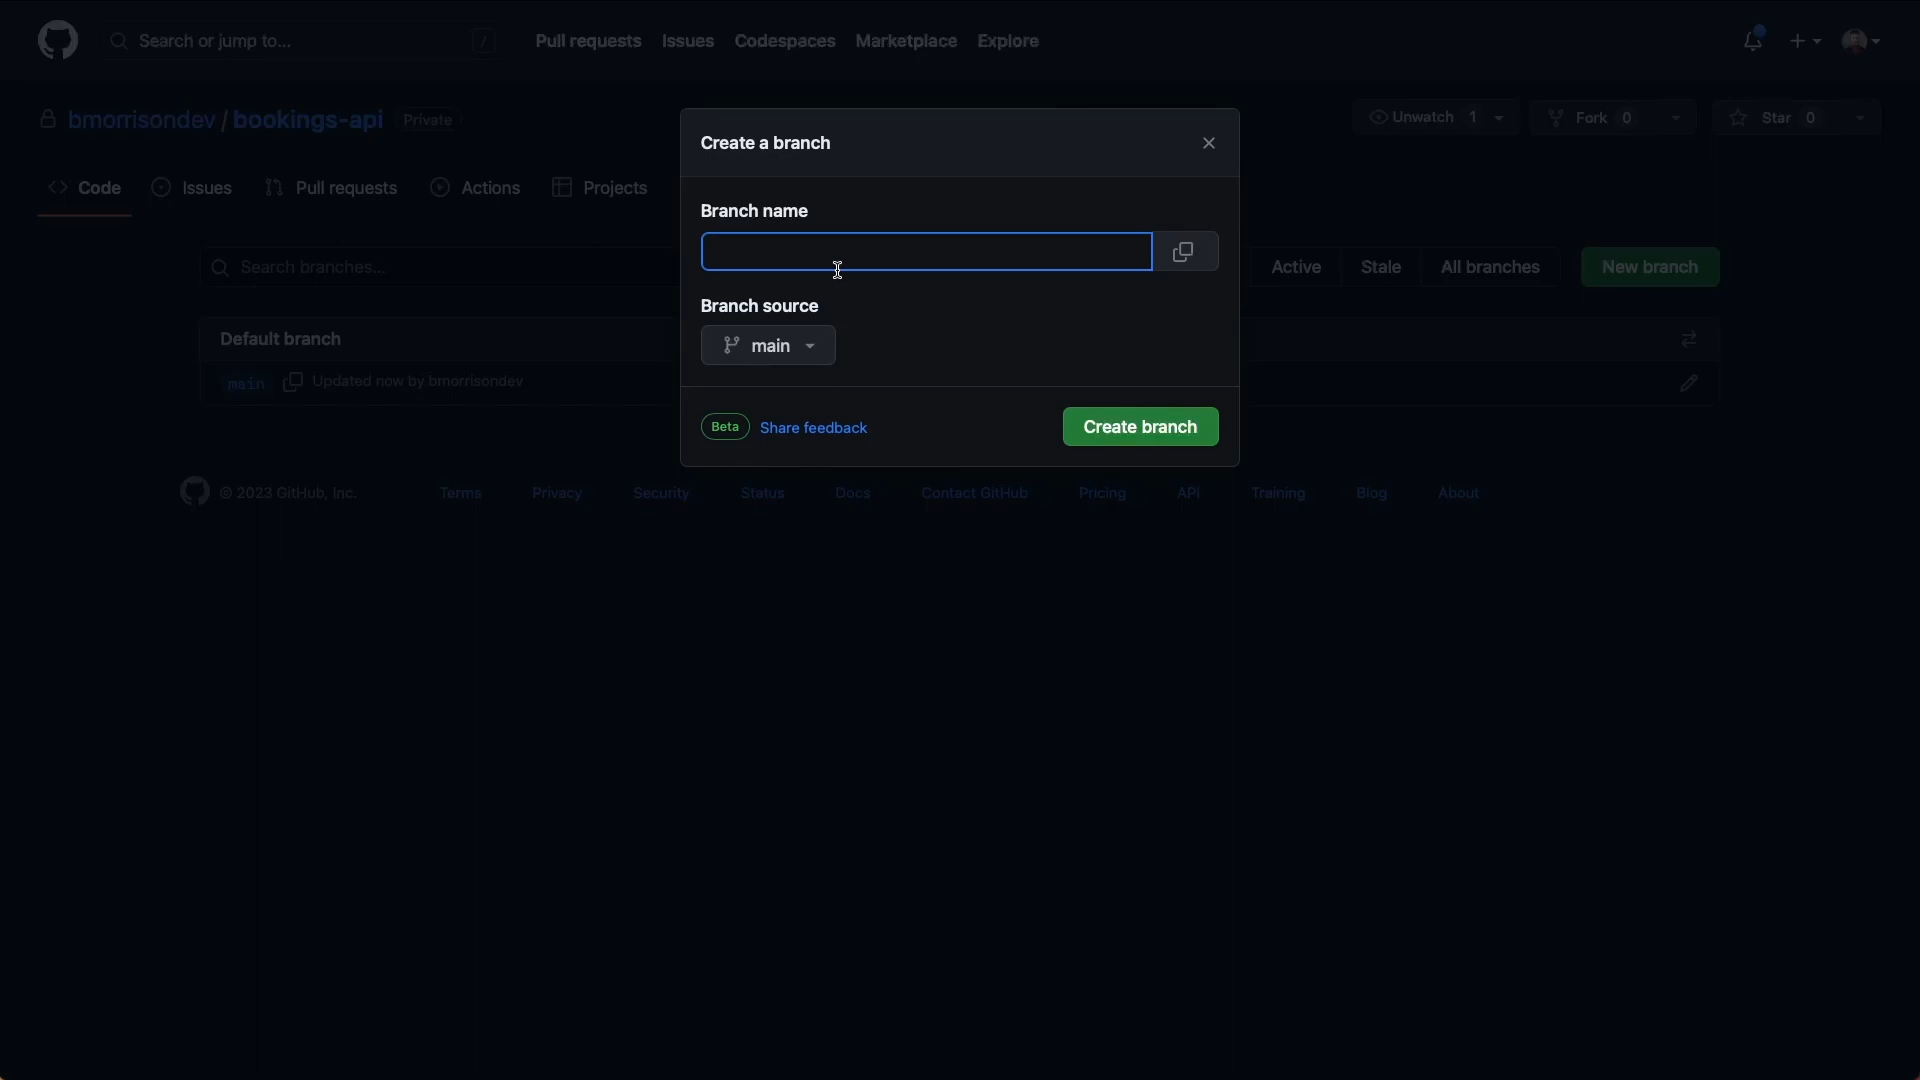 Search or jump to... / Pull requests Issues Codespaces Marketplace Explore
bmorrisondev / bookings-api Private Unwatch 1 Fork 0 Star 0
Create a branch
Code Issues Pull requests Actions Projects
Branch name
Search branches... Active Stale All branches New branch
Branch source
Default branch
main
main Updated now by bmorrisondev
Beta Share feedback Create branch
© 2023 GitHub, Inc. Terms Privacy Security Status Docs Contact GitHub Pricing API Training Blog About